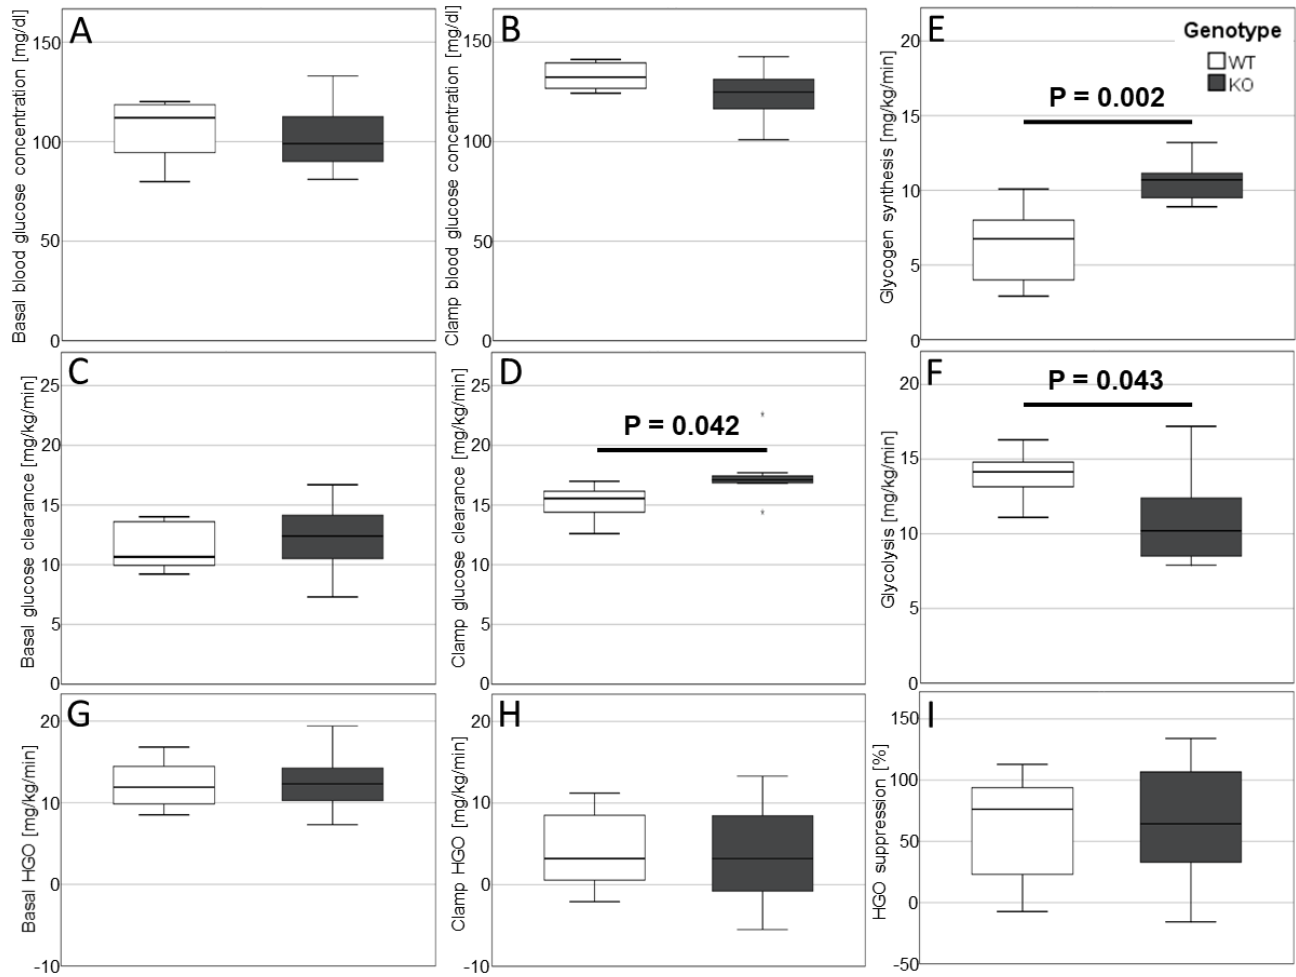 A
Basal blood glucose concentration [mg/dl]
150
100
50
0
B
Clamp blood glucose concentration [mg/dl]
150
100
50
0
E
Genotype
WT
KO
P = 0.002
Glycogen synthesis [mg/kg/min]
20
15
10
5
0
C
Basal glucose clearance [mg/kg/min]
25
20
15
10
5
0
D
P = 0.042
Clamp glucose clearance [mg/kg/min]
25
20
15
10
5
0
F
P = 0.043
Glycolysis [mg/kg/min]
20
15
10
5
0
G
Basal HGO [mg/kg/min]
20
10
0
-10
H
Clamp HGO [mg/kg/min]
20
10
0
-10
I
HGO suppression [%]
150
100
50
0
-50